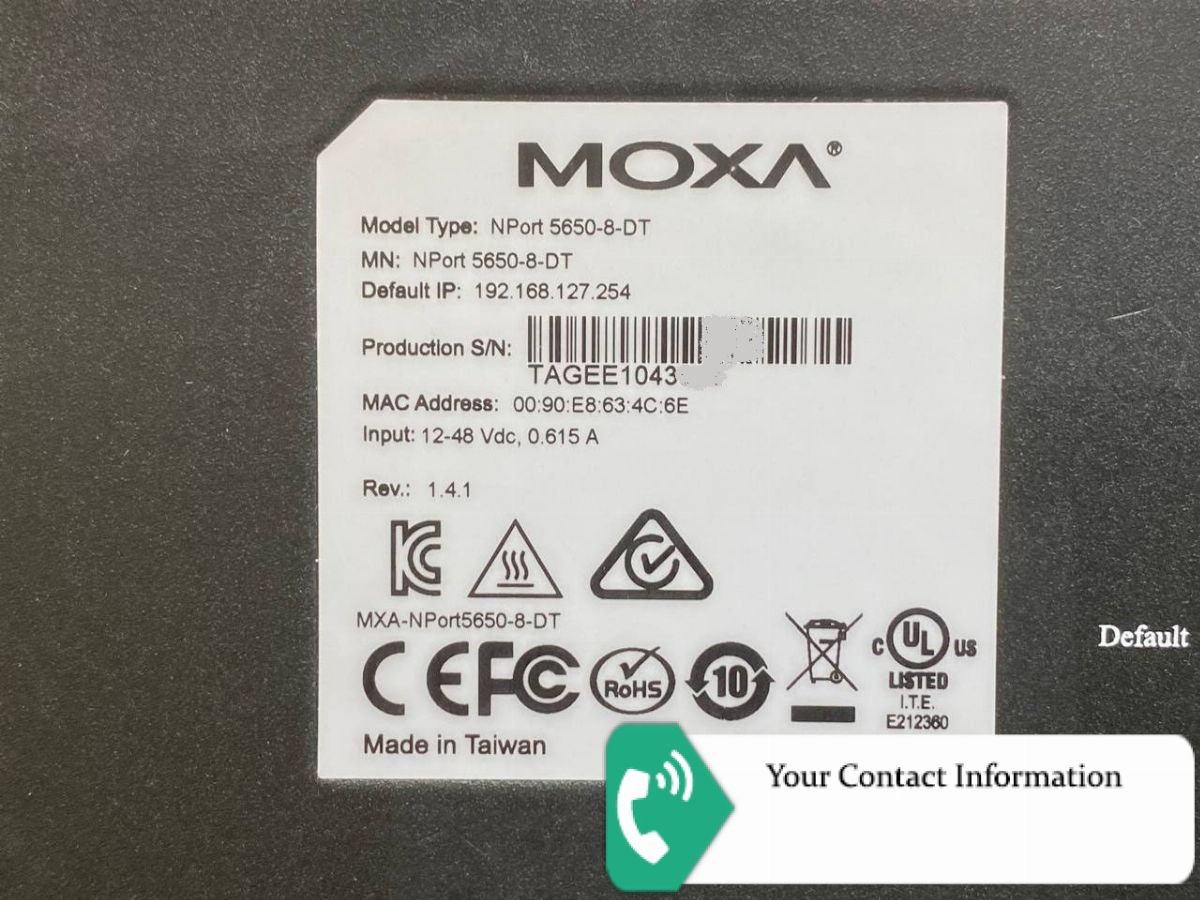 MOXA®
Model Type: NPort 5650-8-DT
MN: NPort 5650-8-DT
Default IP: 192.168.127.254
Production S/N:
TAGEE1043
MAC Address: 00:90:E8:63:4C:6E
Input: 12-48 Vdc, 0.615 A
Rev.: 1.4.1
MXA-NPort5650-8-DT
CE FC RoHS 10 C UL US
LISTED
I.T.E.
E212360
Made in Taiwan
Default
Your Contact Information